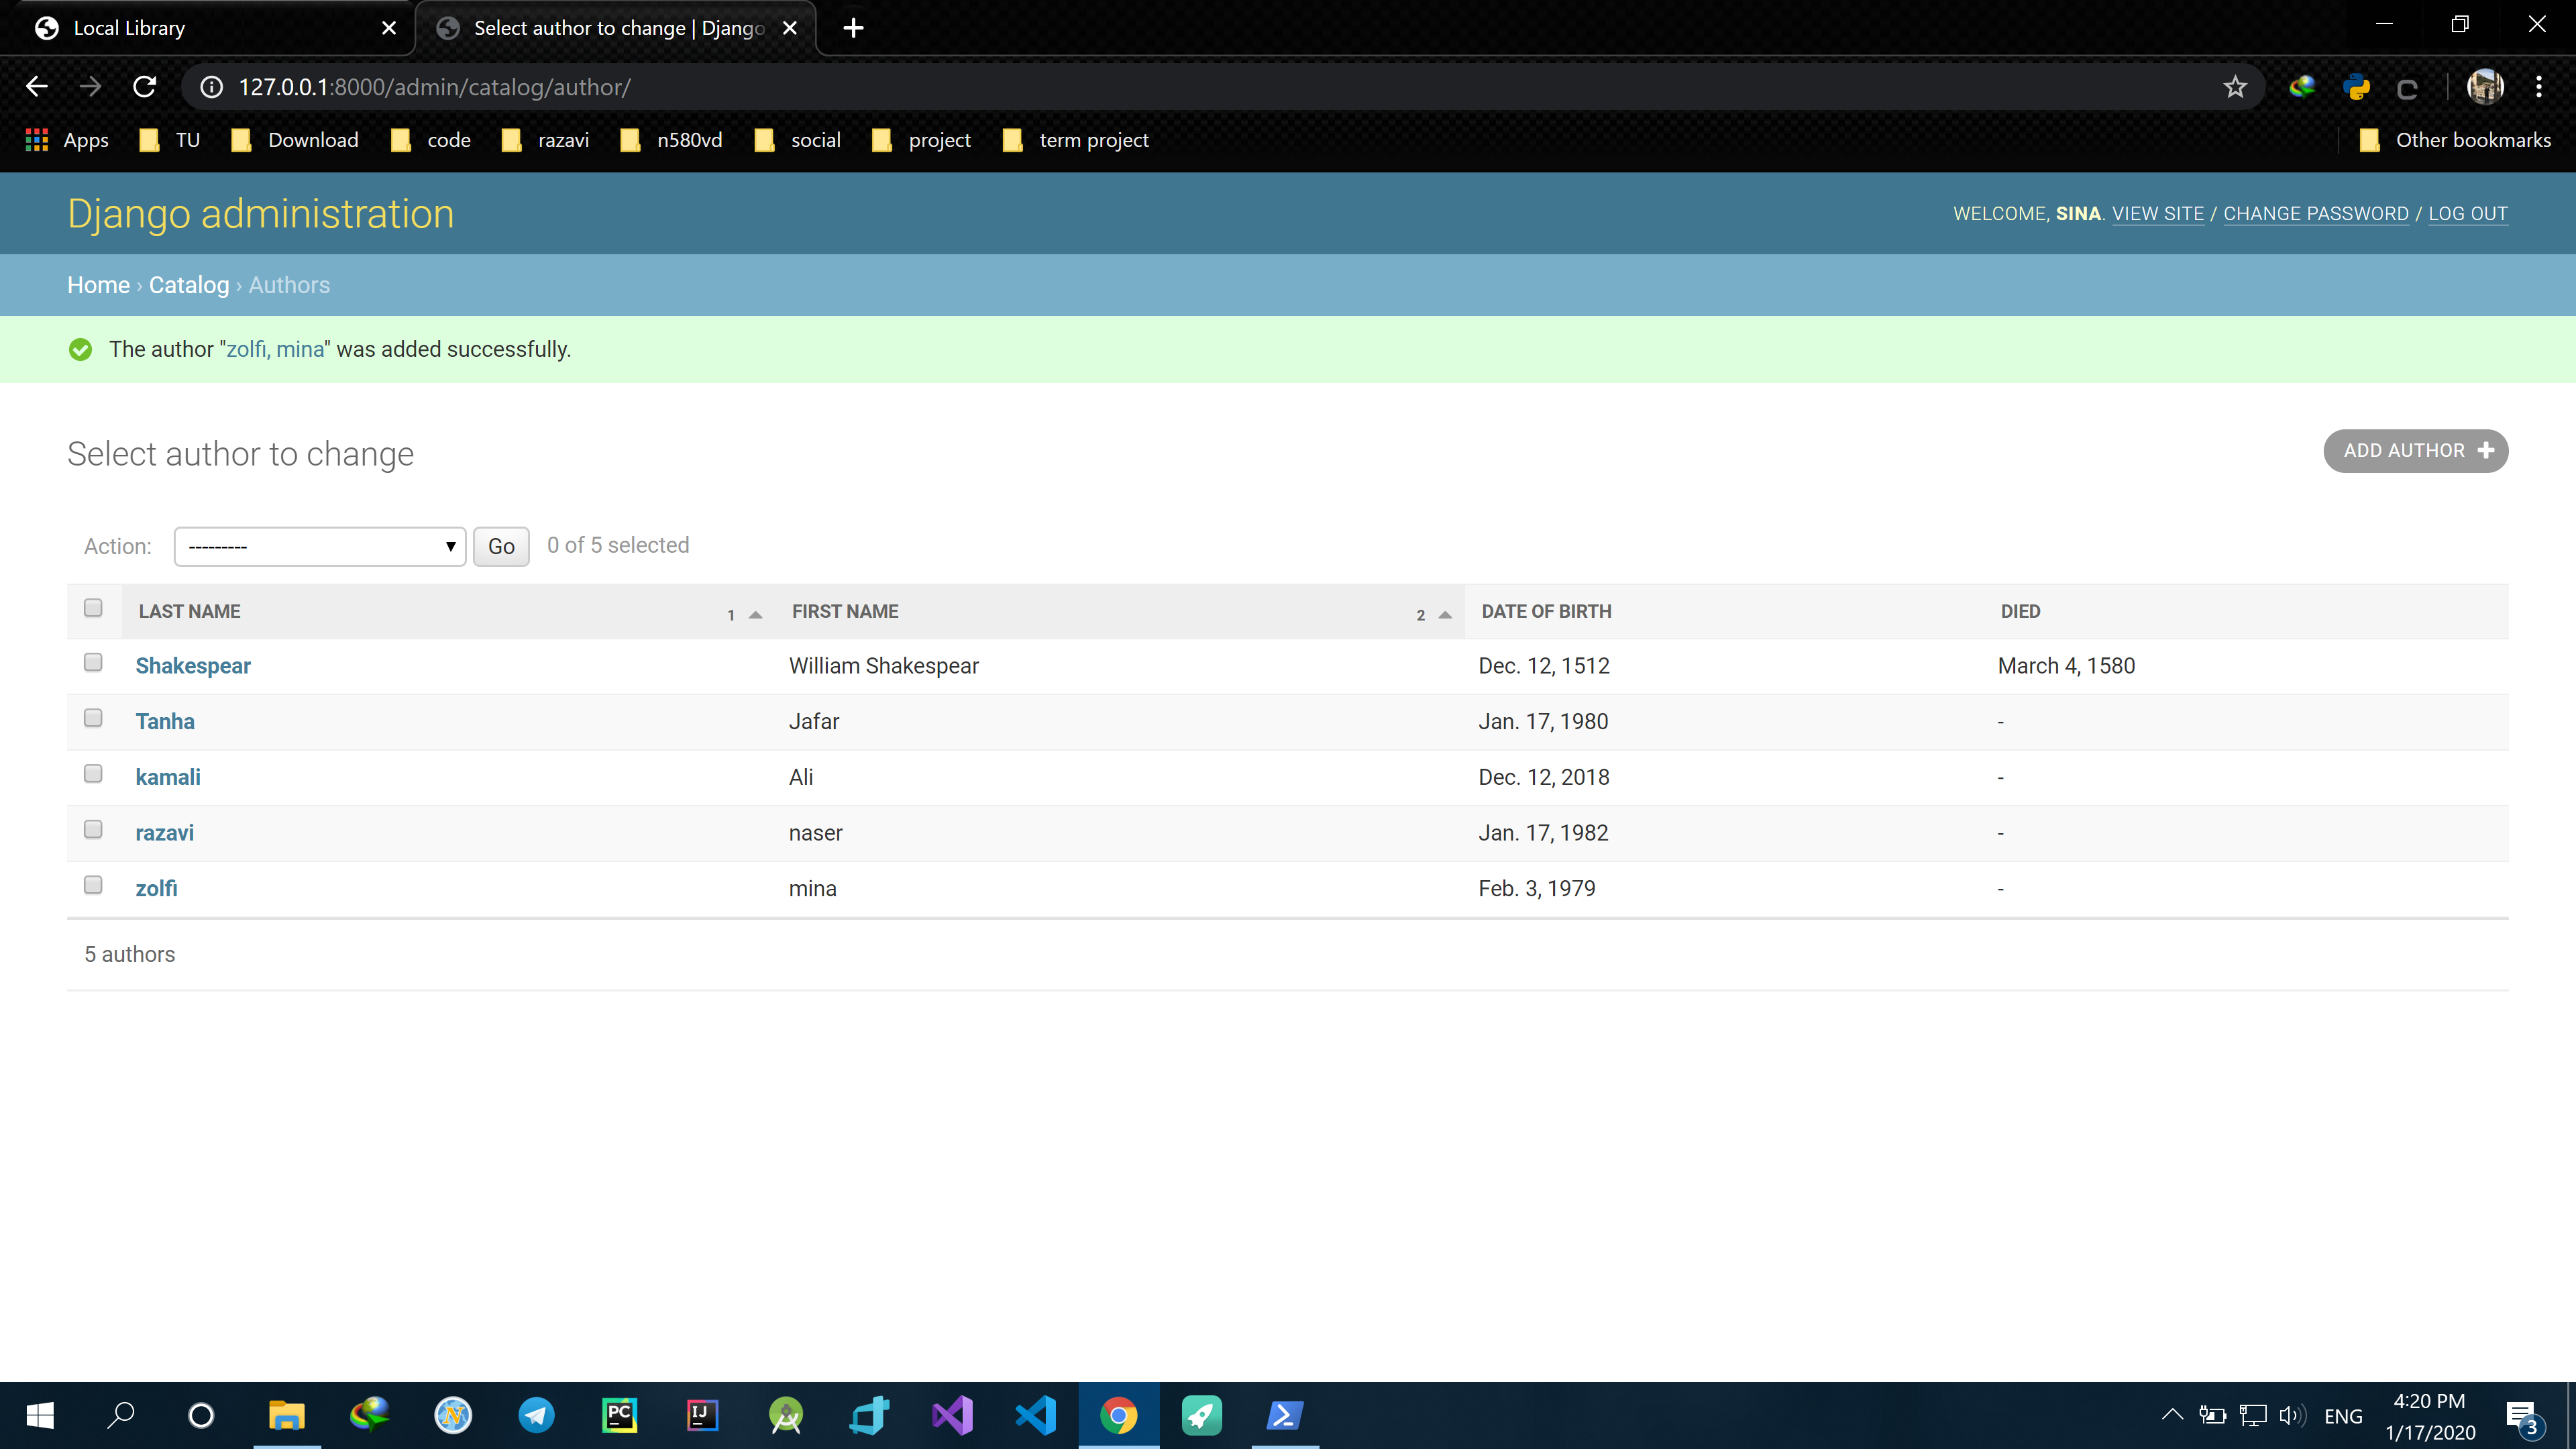 Local Library
Select author to change | Django
127.0.0.1:8000/admin/catalog/author/
Apps TU Download code razavi n580vd social project term project Other bookmarks
Django administration
WELCOME, SINA. VIEW SITE / CHANGE PASSWORD / LOG OUT
Home › Catalog › Authors
The author "zolfi, mina" was added successfully.
Select author to change
ADD AUTHOR +
Action: --------- Go 0 of 5 selected
LAST NAME 1 FIRST NAME 2 DATE OF BIRTH DIED
Shakespear William Shakespear Dec. 12, 1512 March 4, 1580
Tanha Jafar Jan. 17, 1980 -
kamali Ali Dec. 12, 2018 -
razavi naser Jan. 17, 1982 -
zolfi mina Feb. 3, 1979 -
5 authors
PC IJ ENG 4:20 PM
1/17/2020 3